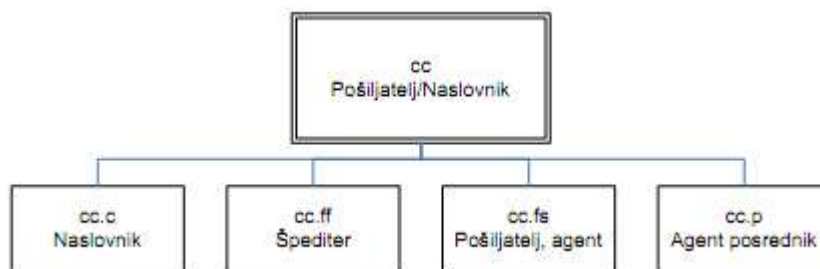 cc
Pošiljatelj/Naslovnik
cc.c
Naslovnik
cc.ff
Špediter
cc.fs
Pošiljatelj, agent
cc.p
Agent posrednik